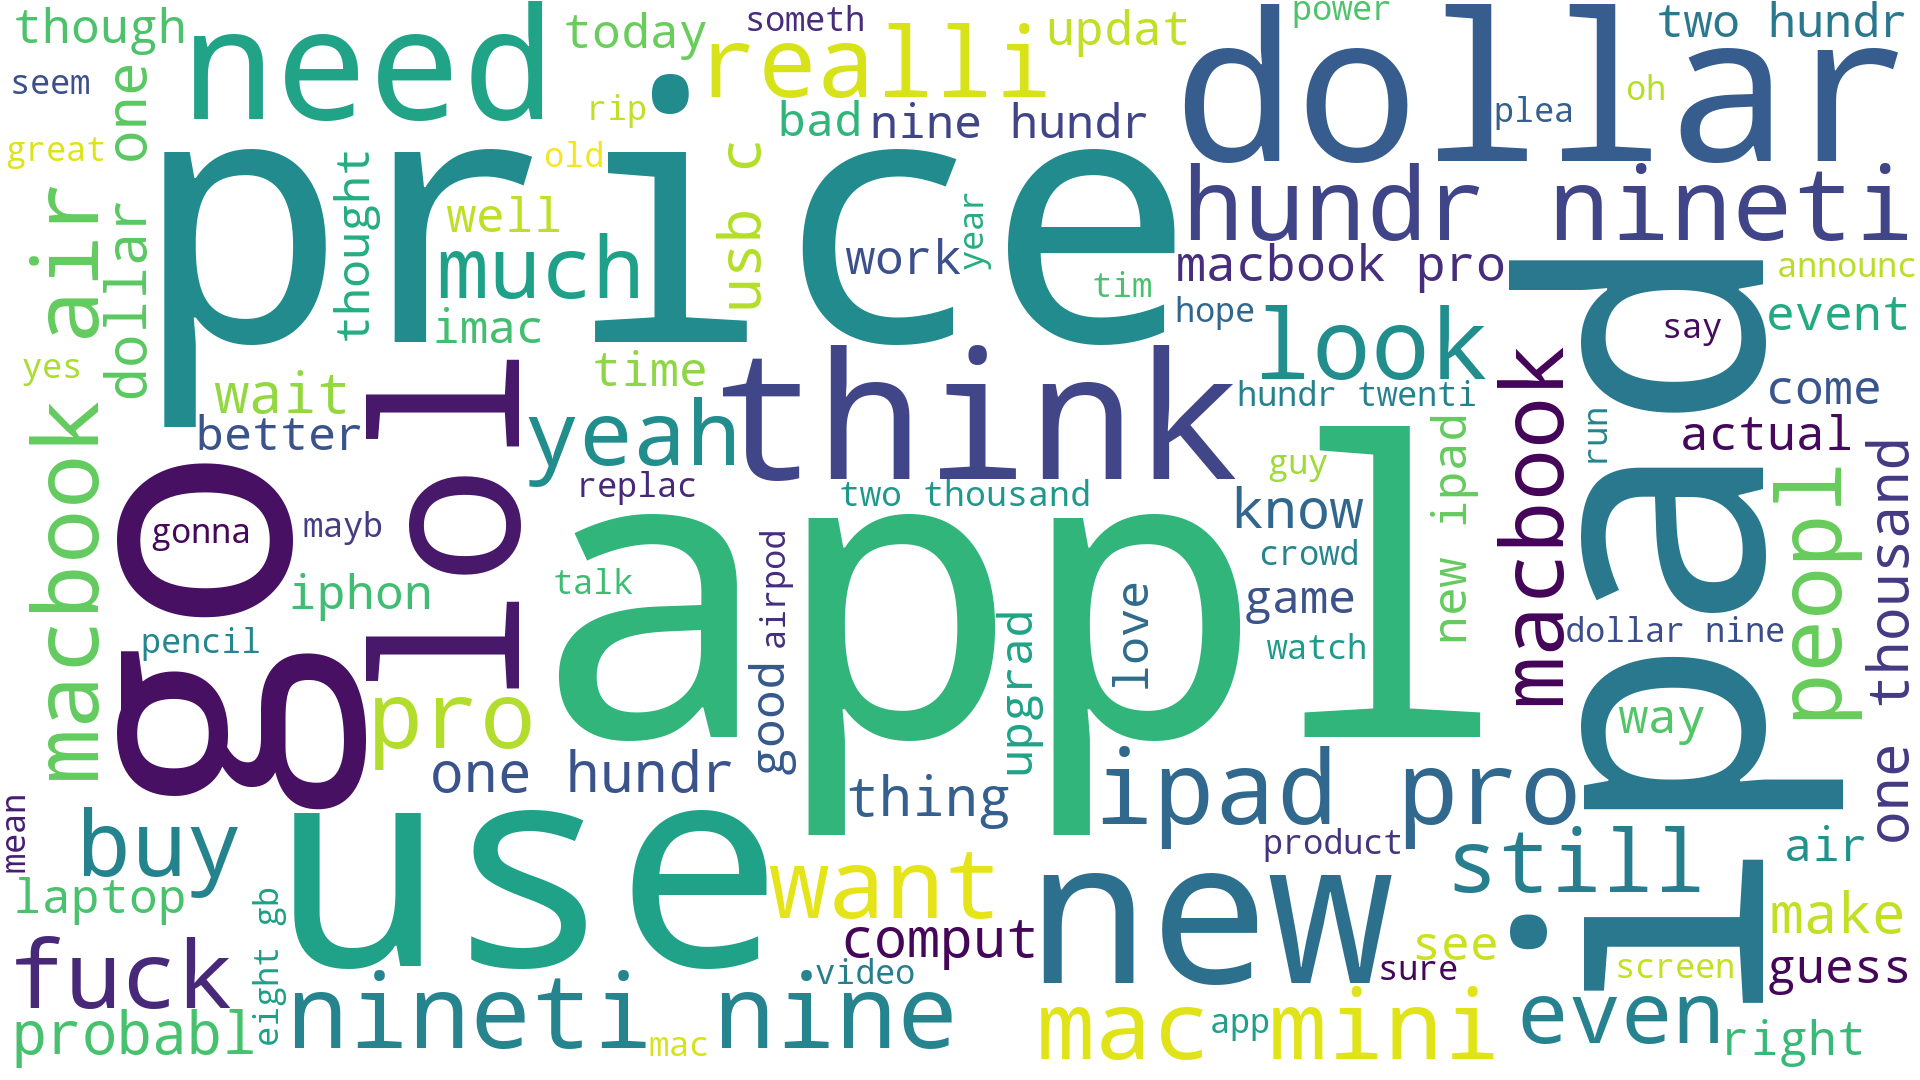 though
need
today
someth
realli
updat
power
dollar
two hundr
seem
dollar one
rip
bad
nine hundr
plea
oh
great
price
old
thought
well
usb c
work
year
hundr nineti
macbook air
much
imac
tim
macbook pro
hope
announc
event
say
yes
wait
better
time
yeah
think
look
hundr twenti
macbook
ipad
come
actual
run
go
lol
gonna
mayb
iphon
replac
two thousand
appl
guy
know
crowd
new ipad
game
watch
peopl
one thousand
talk
airpod
good
upgrad
love
dollar nine
way
pencil
pro
one hundr
thing
ipad pro
mean
buy
use
want
new
product
still
air
laptop
make
fuck
eight gb
comput
see
sure
screen
guess
nineti nine
video
probabl
mac
mac mini
app
even
right